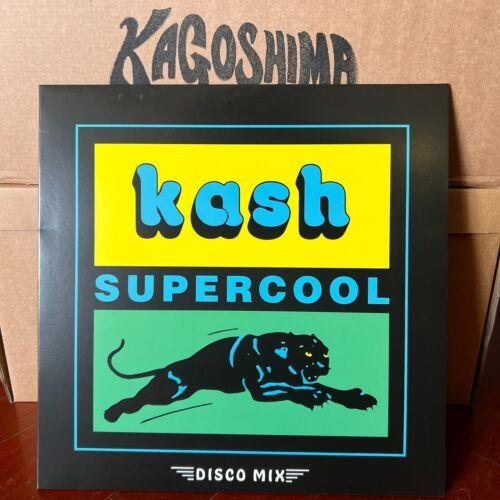 KAGOSHIMA
kash
SUPERCOOL
DISCO MIX